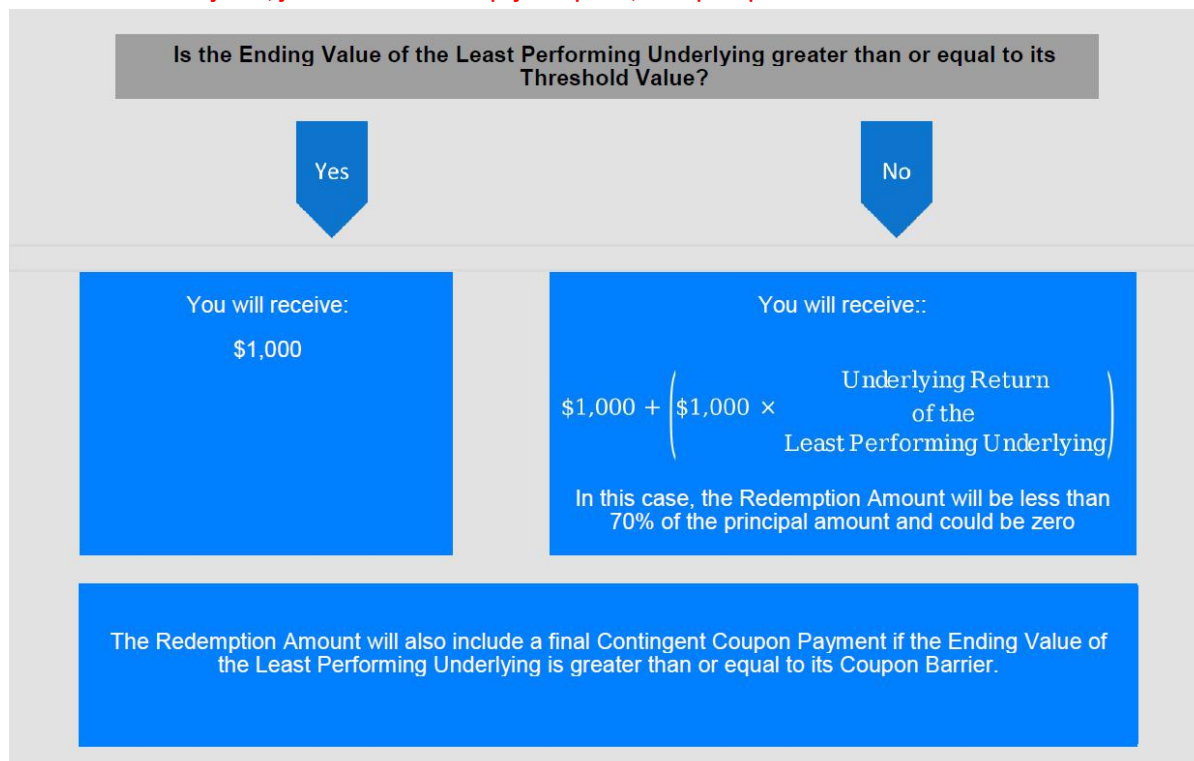 Is the Ending Value of the Least Performing Underlying greater than or equal to its
Threshold Value?
Yes
No
You will receive:
$1,000
You will receive::
$1,000 + ($1,000 × Underlying Return
of the
Least Performing Underlying)
In this case, the Redemption Amount will be less than
70% of the principal amount and could be zero
The Redemption Amount will also include a final Contingent Coupon Payment if the Ending Value of
the Least Performing Underlying is greater than or equal to its Coupon Barrier.